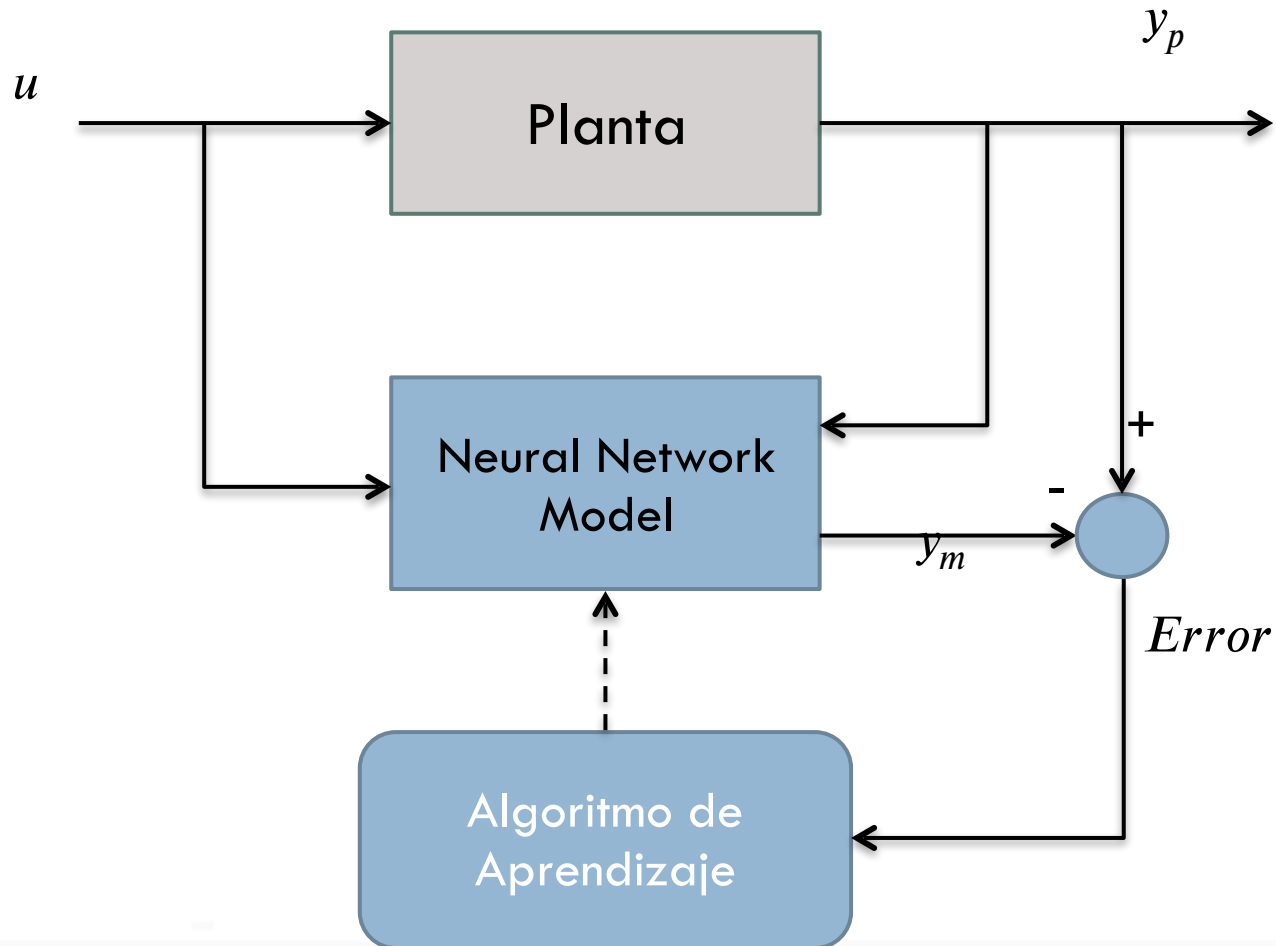 y_p
u
Planta
+
Neural Network
Model
-
y_m
Error
Algoritmo de
Aprendizaje